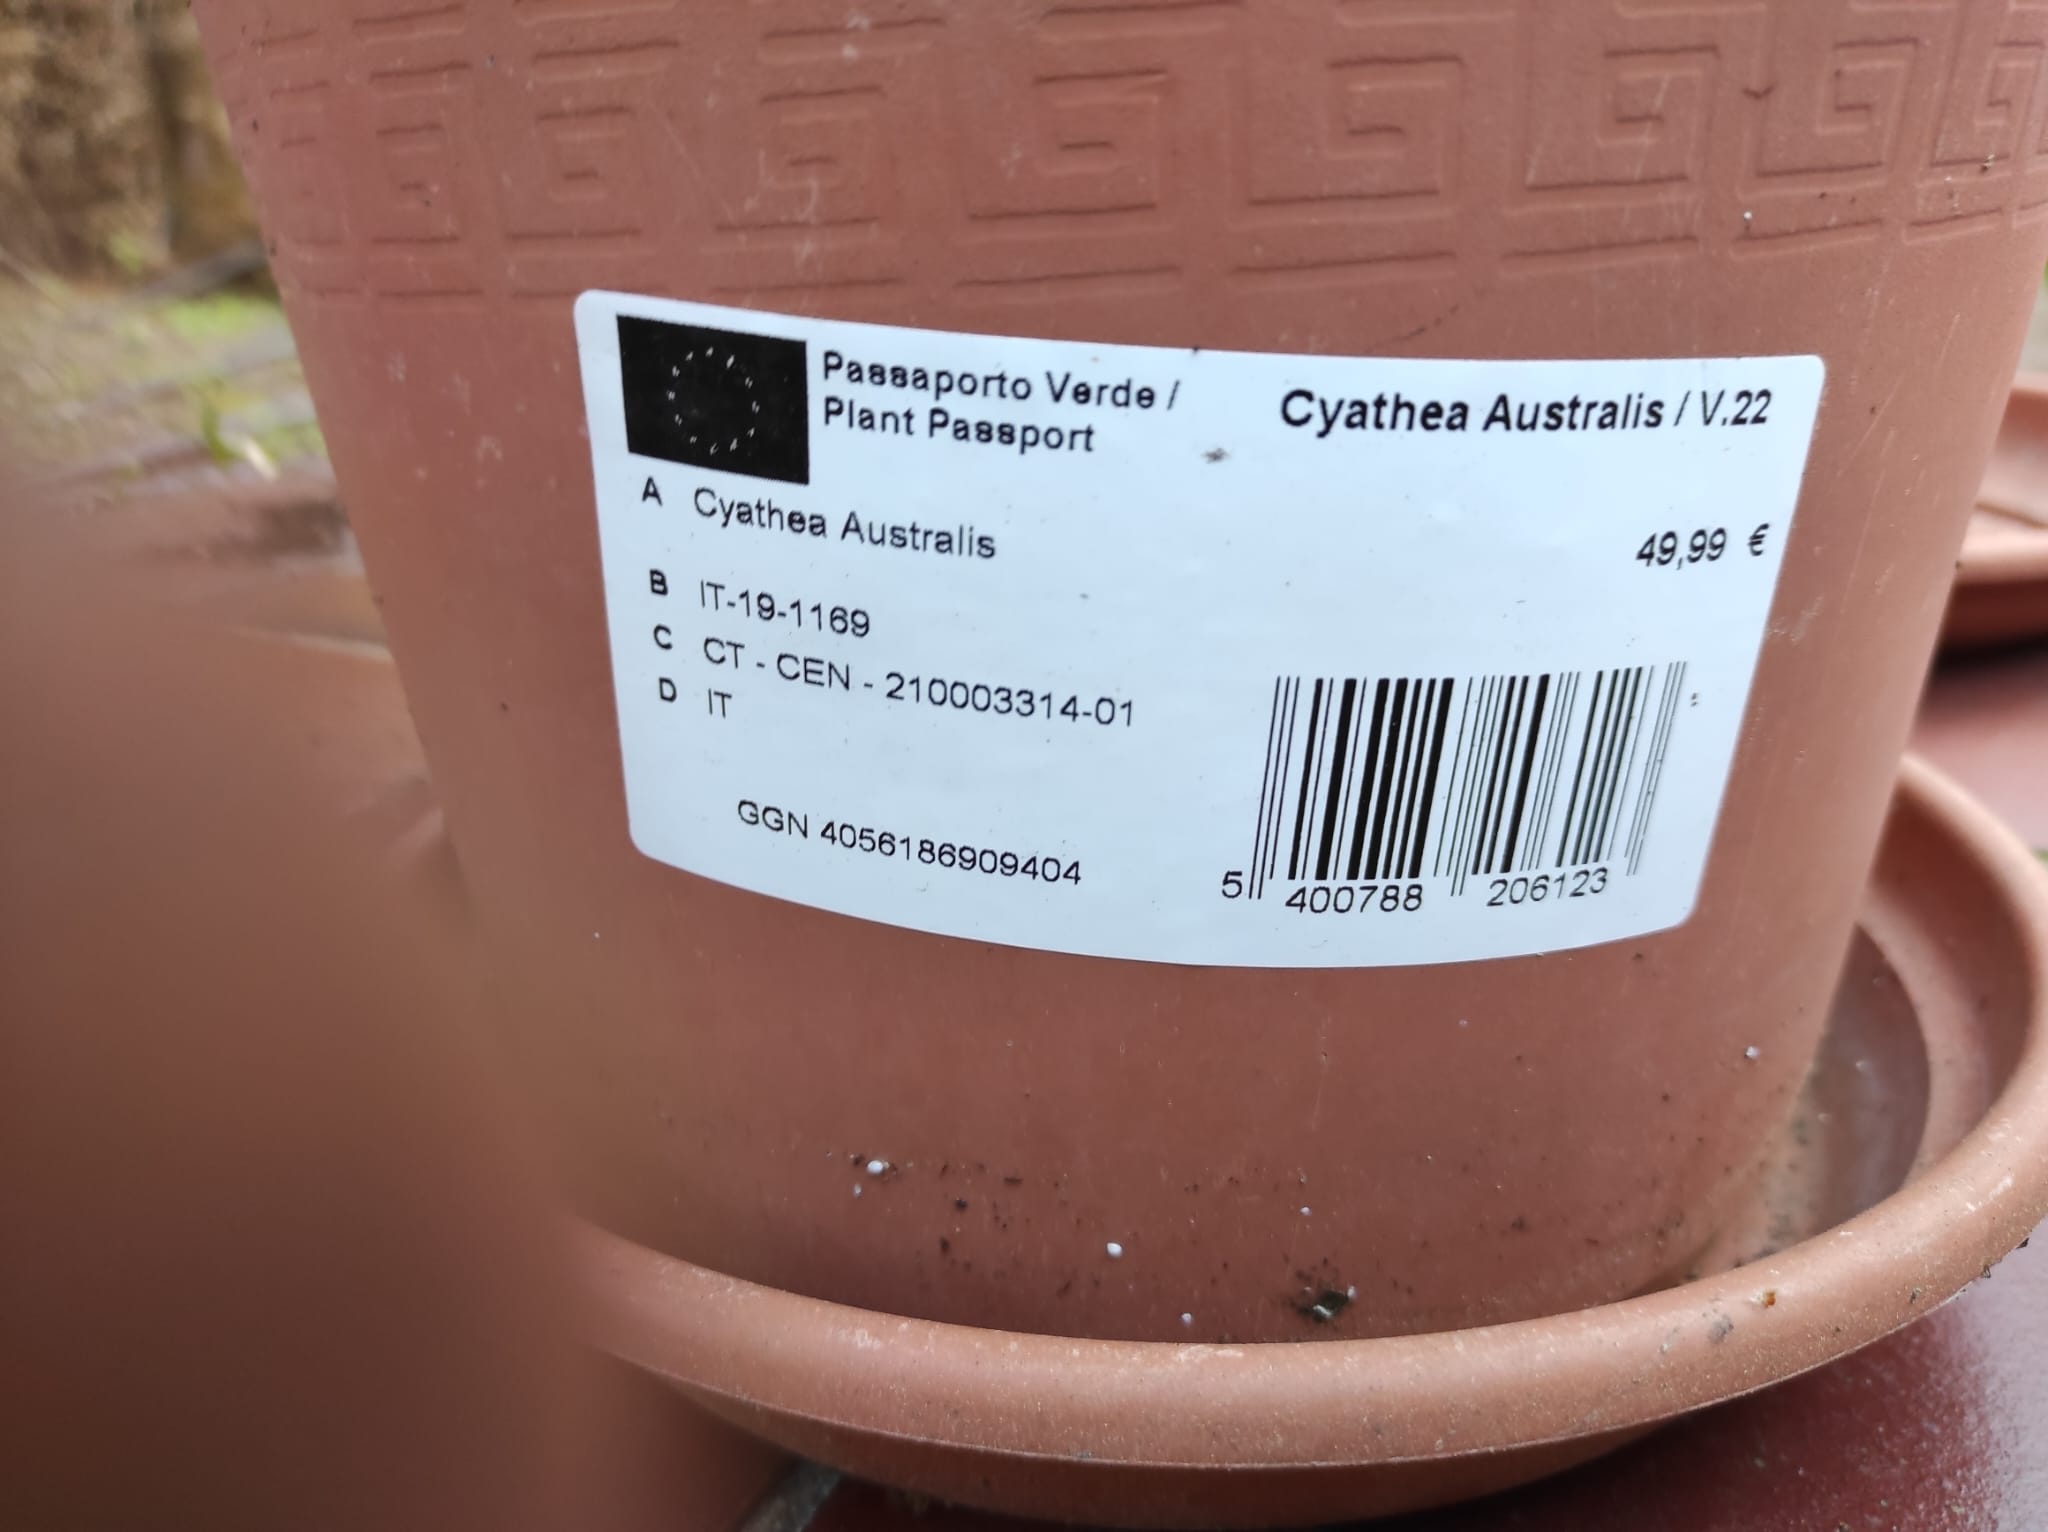 Passaporto Verde /
Plant Passport
Cyathea Australis / V.22
A Cyathea Australis
49,99 €
B IT-19-1169
C CT - CEN - 210003314-01
D IT
GGN 4056186909404
5 400788 206123